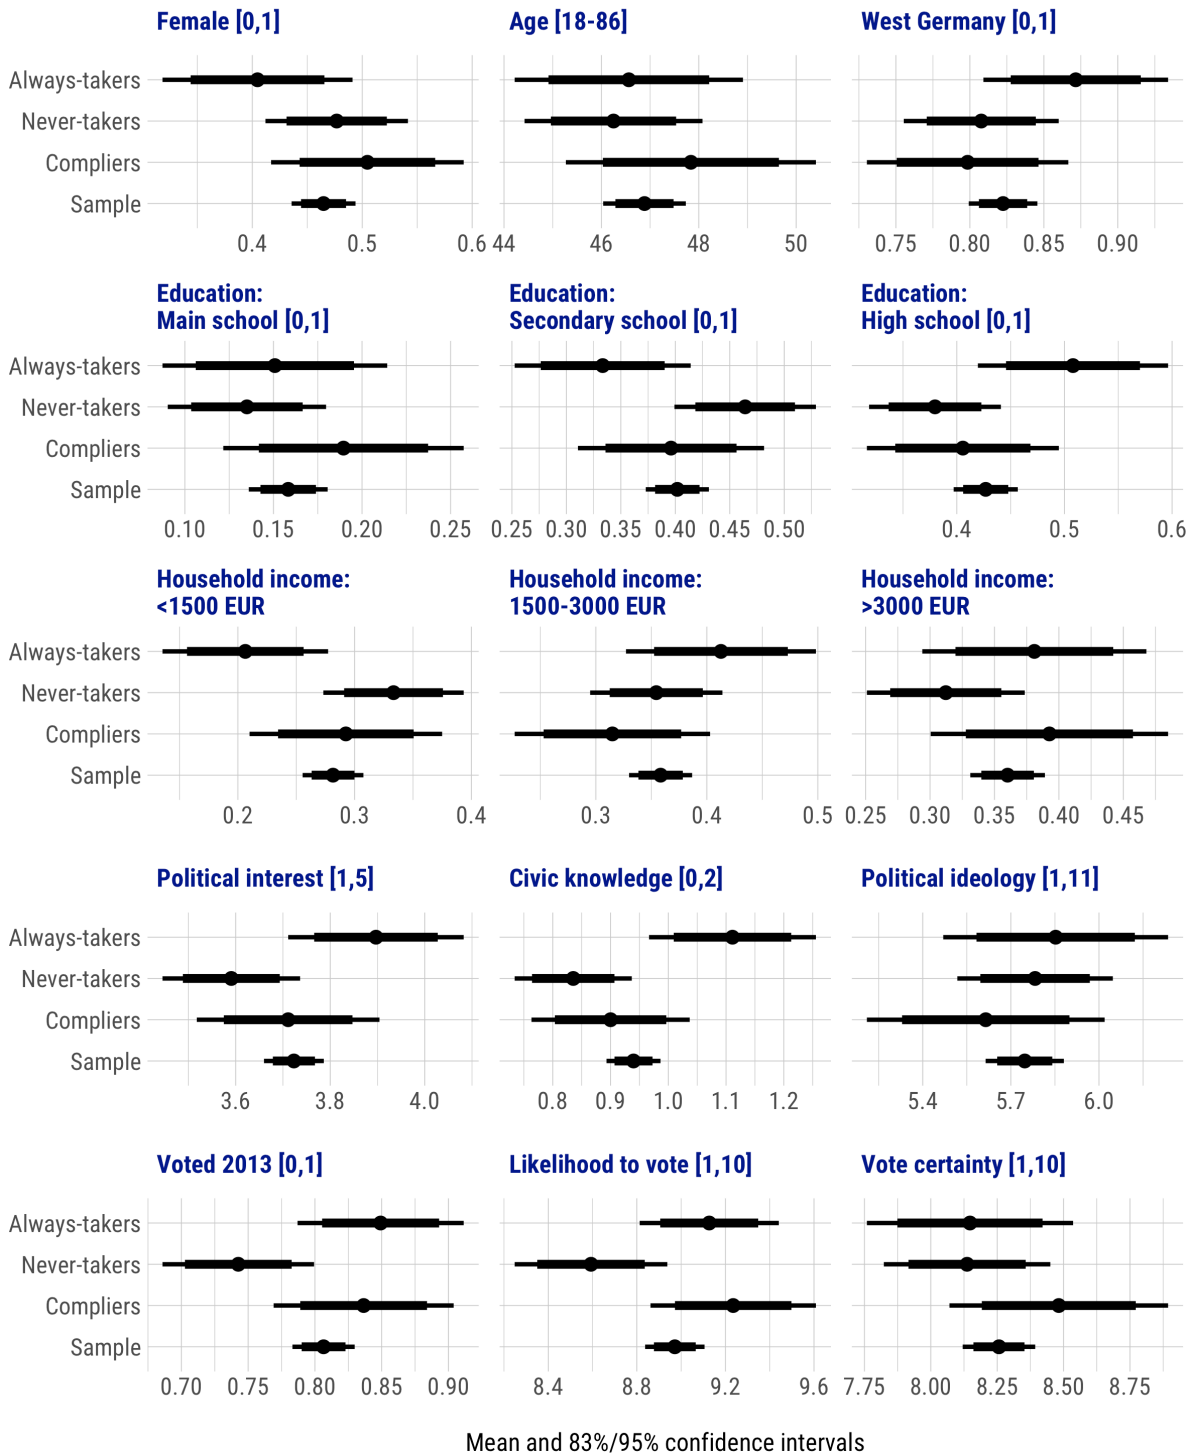 Female [0,1] Age [18-86] West Germany [0,1]
Always-takers
Never-takers
Compliers
Sample
0.4 0.5 0.6 44 46 48 50 0.75 0.80 0.85 0.90
Education: Education: Education:
Main school [0,1] Secondary school [0,1] High school [0,1]
Always-takers
Never-takers
Compliers
Sample
0.10 0.15 0.20 0.25 0.25 0.30 0.35 0.40 0.45 0.50 0.4 0.5 0.6
Household income: Household income: Household income:
<1500 EUR 1500-3000 EUR >3000 EUR
Always-takers
Never-takers
Compliers
Sample
0.2 0.3 0.4 0.3 0.4 0.5 0.25 0.30 0.35 0.40 0.45
Political interest [1,5] Civic knowledge [0,2] Political ideology [1,11]
Always-takers
Never-takers
Compliers
Sample
3.6 3.8 4.0 0.8 0.9 1.0 1.1 1.2 5.4 5.7 6.0
Voted 2013 [0,1] Likelihood to vote [1,10] Vote certainty [1,10]
Always-takers
Never-takers
Compliers
Sample
0.70 0.75 0.80 0.85 0.90 8.4 8.8 9.2 9.6 7.75 8.00 8.25 8.50 8.75
Mean and 83%/95% confidence intervals